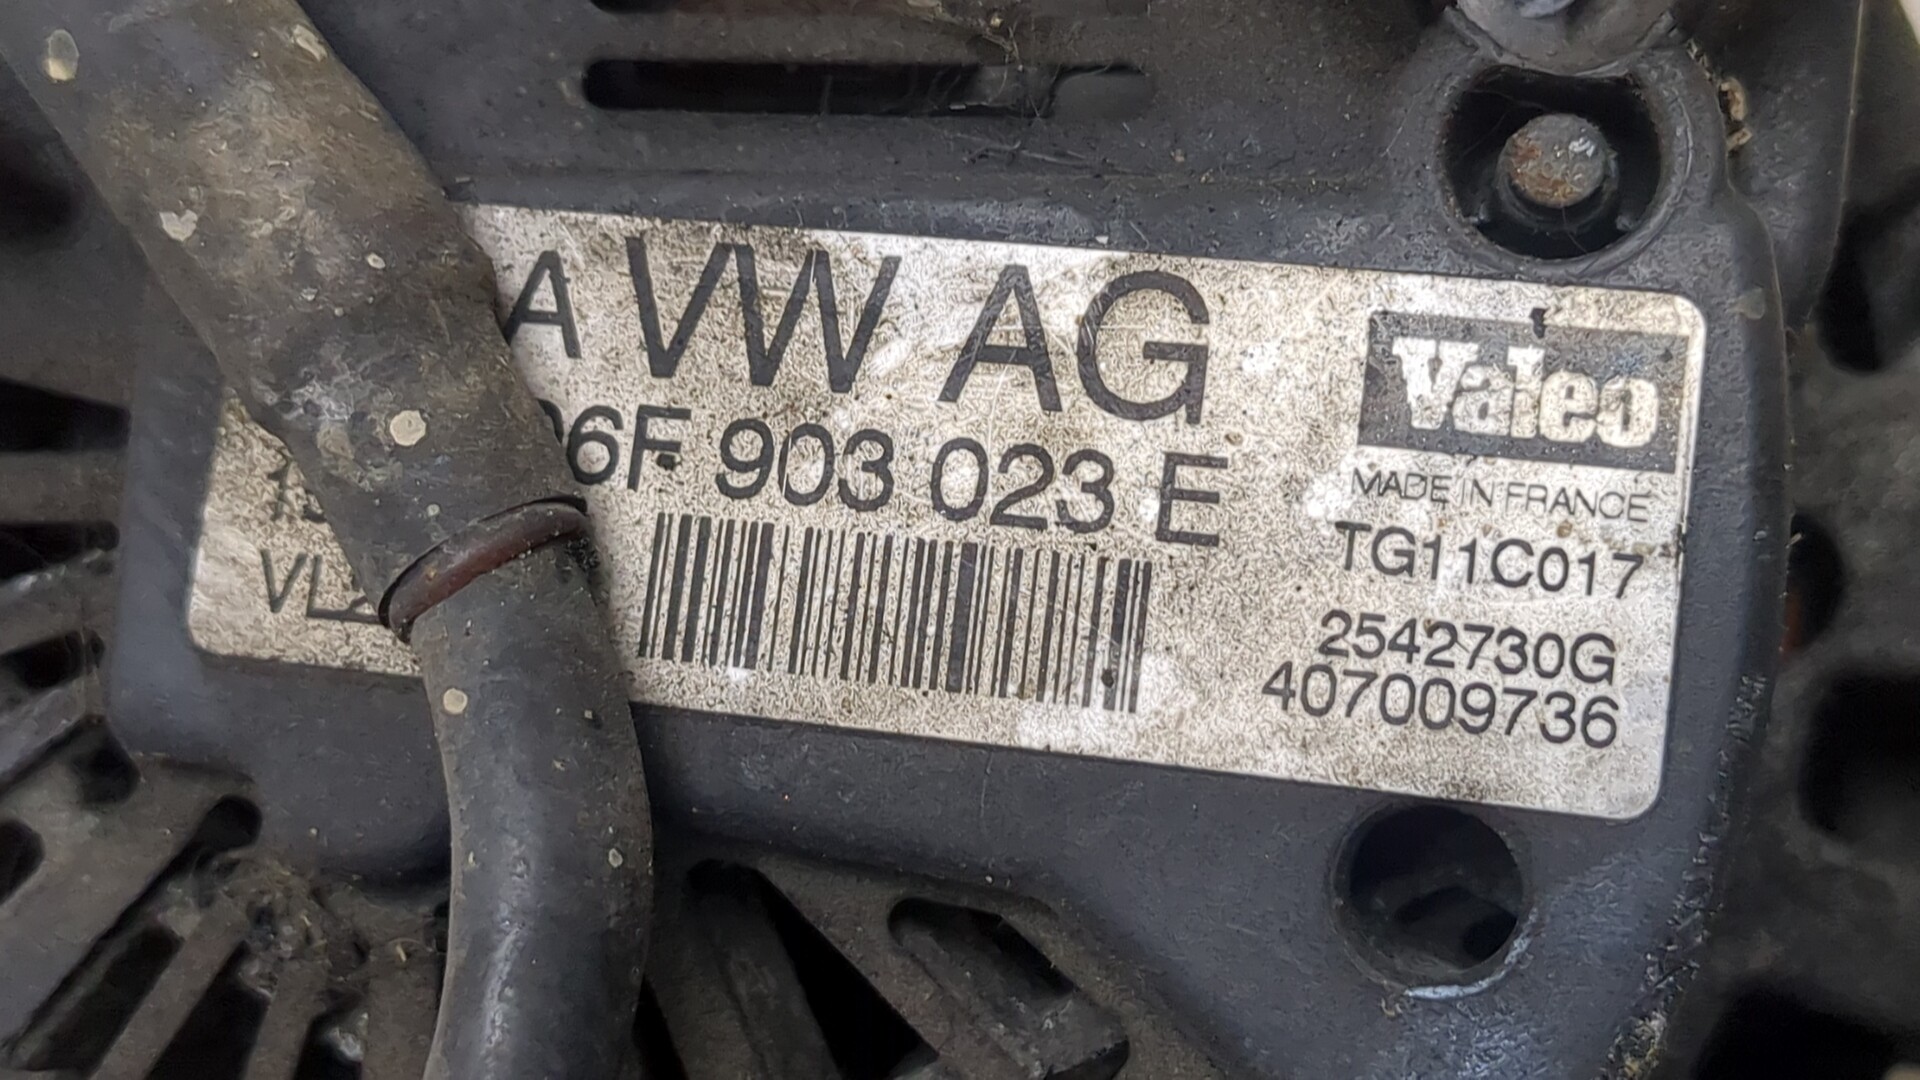 A VW AG
6F 903 023 E
Valeo
MADE IN FRANCE
TG11C017
2542730G
407009736